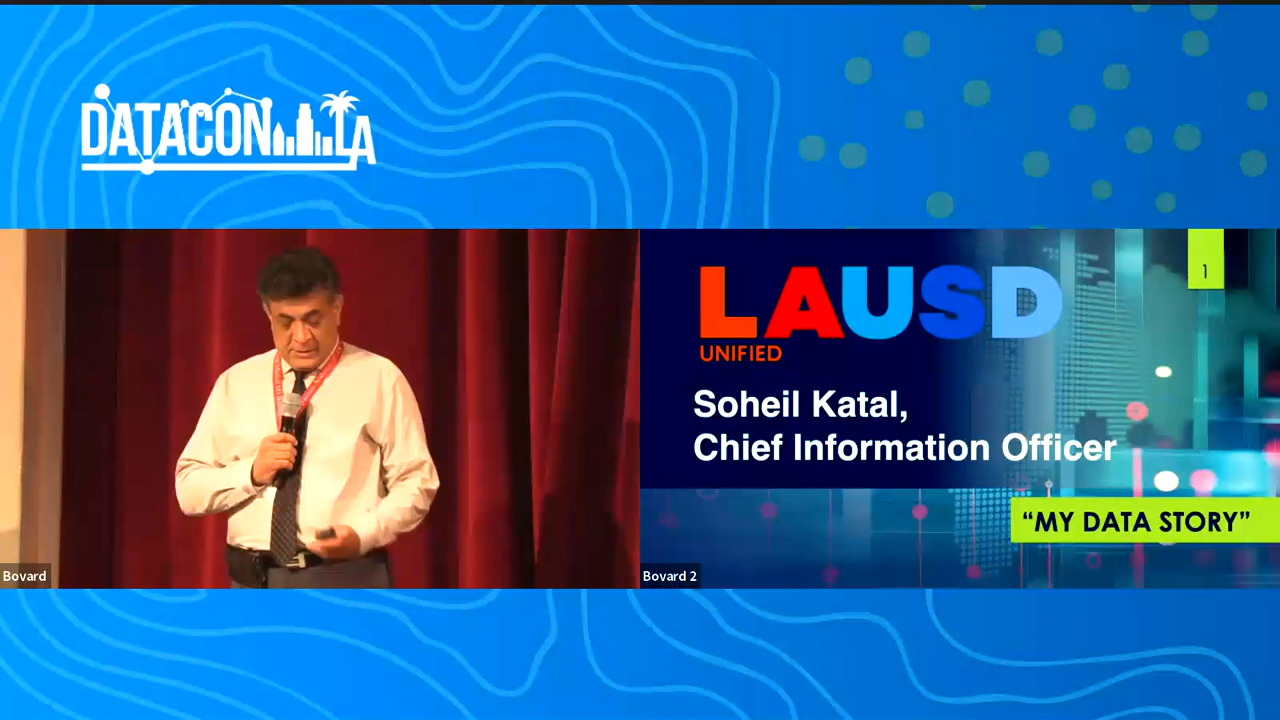 DATACON LA
LAUSD
UNIFIED
1
Soheil Katal,
Chief Information Officer
"MY DATA STORY"
Bovard
Bovard 2